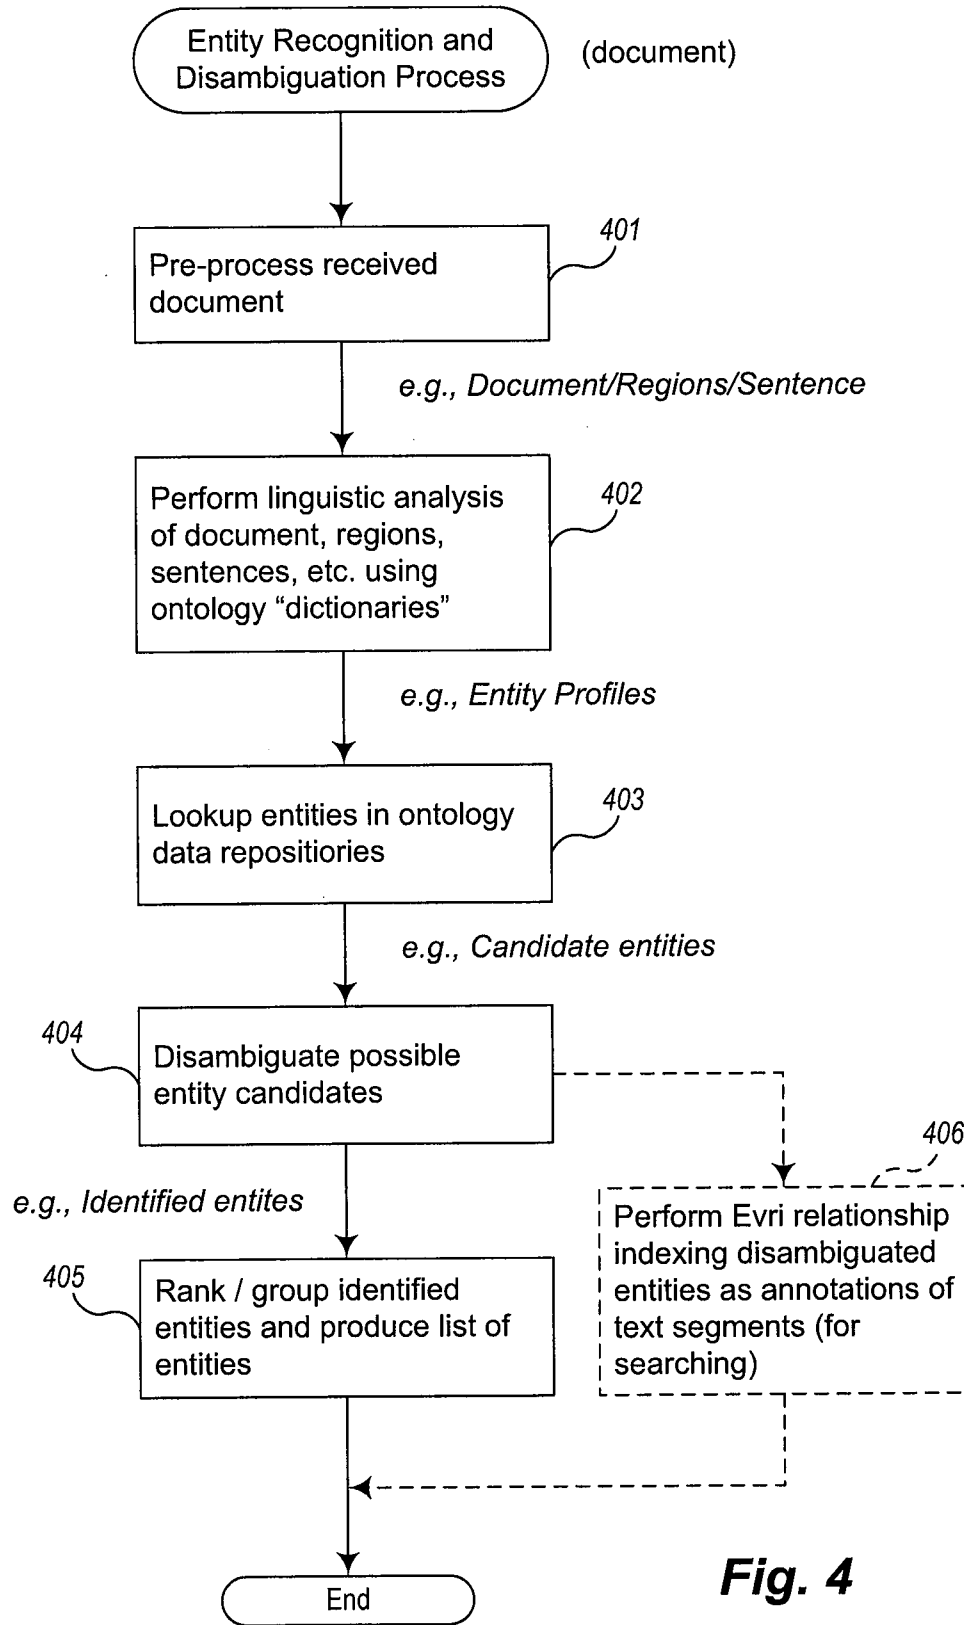 Entity Recognition and
Disambiguation Process
(document)
401
Pre-process received
document
e.g., Document/Regions/Sentence
402
Perform linguistic analysis
of document, regions,
sentences, etc. using
ontology “dictionaries”
e.g., Entity Profiles
403
Lookup entities in ontology
data repositiories
e.g., Candidate entities
404
Disambiguate possible
entity candidates
406
e.g., Identified entites
Perform Evri relationship
indexing disambiguated
entities as annotations of
text segments (for
searching)
405
Rank / group identified
entities and produce list of
entities
End
Fig. 4